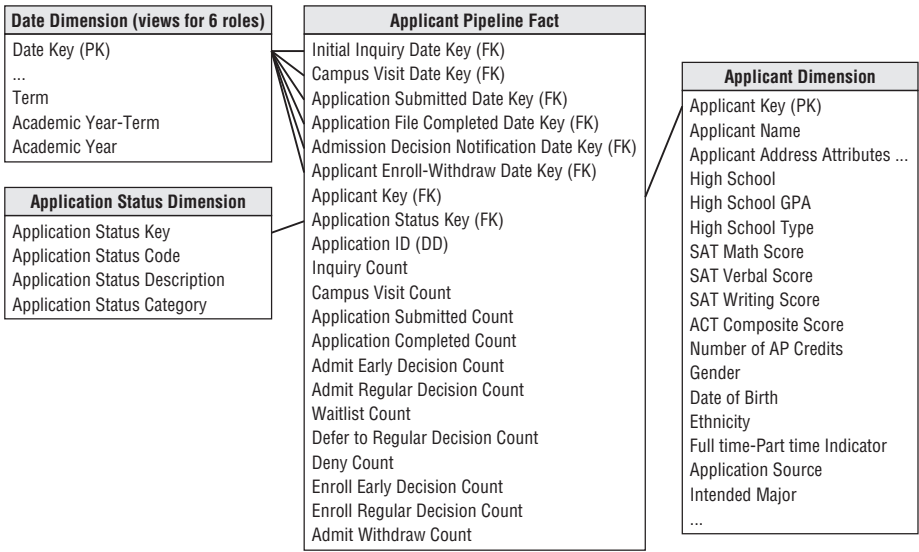 Date Dimension (views for 6 roles)
Date Key (PK)
...
Term
Academic Year-Term
Academic Year
Application Status Dimension
Application Status Key
Application Status Code
Application Status Description
Application Status Category
Applicant Pipeline Fact
Initial Inquiry Date Key (FK)
Campus Visit Date Key (FK)
Application Submitted Date Key (FK)
Application File Completed Date Key (FK)
Admission Decision Notification Date Key (FK)
Applicant Enroll-Withdraw Date Key (FK)
Applicant Key (FK)
Application Status Key (FK)
Application ID (DD)
Inquiry Count
Campus Visit Count
Application Submitted Count
Application Completed Count
Admit Early Decision Count
Admit Regular Decision Count
Waitlist Count
Defer to Regular Decision Count
Deny Count
Enroll Early Decision Count
Enroll Regular Decision Count
Admit Withdraw Count
Applicant Dimension
Applicant Key (PK)
Applicant Name
Applicant Address Attributes ...
High School
High School GPA
High School Type
SAT Math Score
SAT Verbal Score
SAT Writing Score
ACT Composite Score
Number of AP Credits
Gender
Date of Birth
Ethnicity
Full time-Part time Indicator
Application Source
Intended Major
...